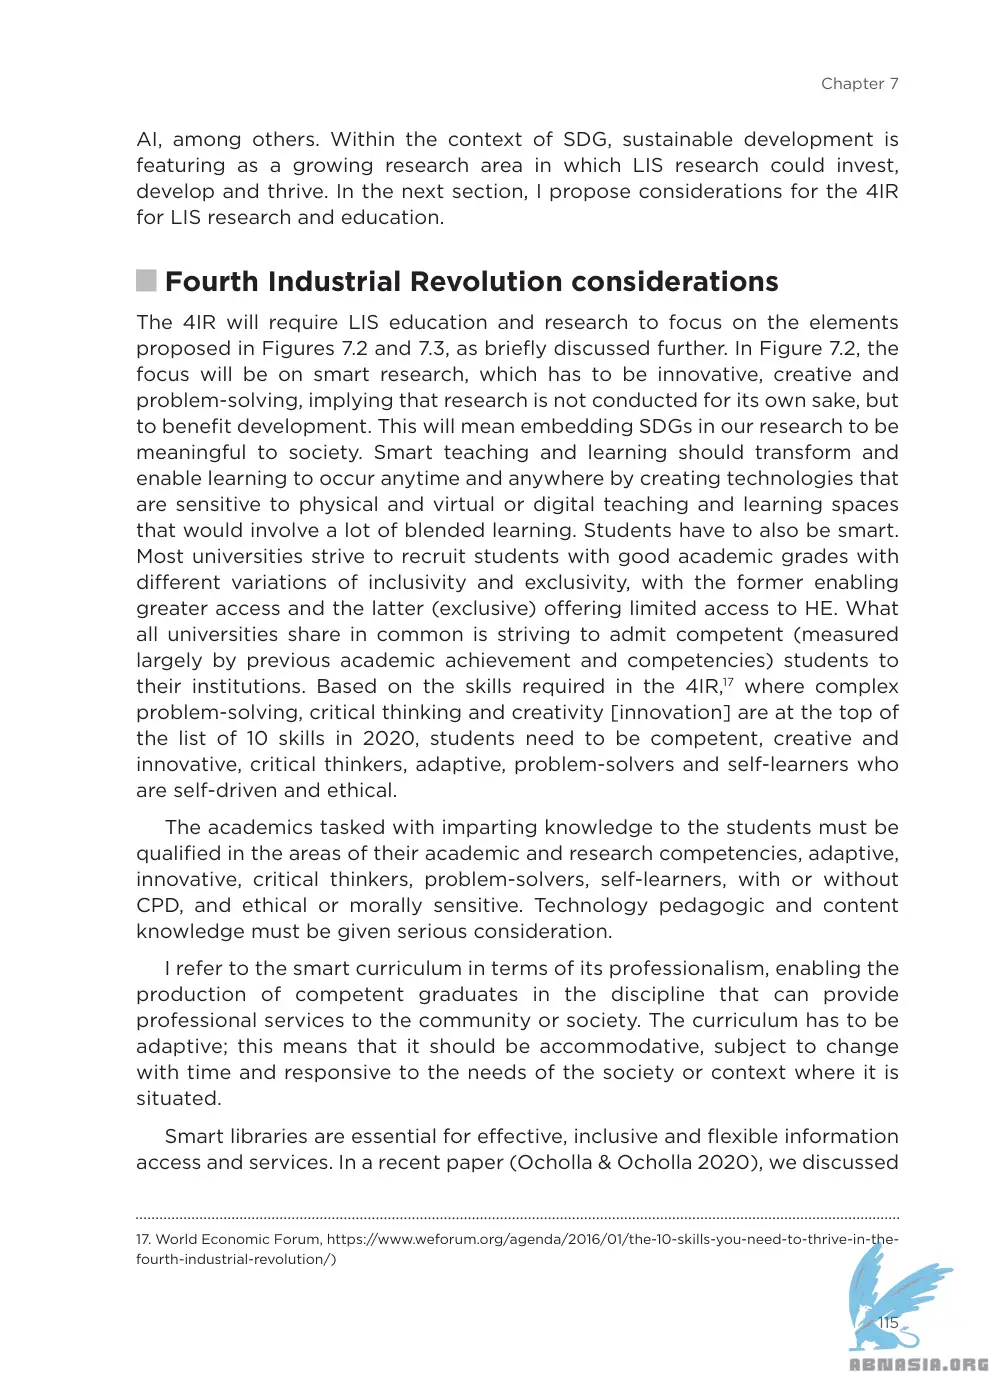 Chapter 7
AI, among others. Within the context of SDG, sustainable development is
featuring as a growing research area in which LIS research could invest,
develop and thrive. In the next section, I propose considerations for the 4IR
for LIS research and education.
Fourth Industrial Revolution considerations
The 4IR will require LIS education and research to focus on the elements
proposed in Figures 7.2 and 7.3, as briefly discussed further. In Figure 7.2, the
focus will be on smart research, which has to be innovative, creative and
problem-solving, implying that research is not conducted for its own sake, but
to benefit development. This will mean embedding SDGs in our research to be
meaningful to society. Smart teaching and learning should transform and
enable learning to occur anytime and anywhere by creating technologies that
are sensitive to physical and virtual or digital teaching and learning spaces
that would involve a lot of blended learning. Students have to also be smart.
Most universities strive to recruit students with good academic grades with
different variations of inclusivity and exclusivity, with the former enabling
greater access and the latter (exclusive) offering limited access to HE. What
all universities share in common is striving to admit competent (measured
largely by previous academic achievement and competencies) students to
their institutions. Based on the skills required in the 4IR,17 where complex
problem-solving, critical thinking and creativity [innovation] are at the top of
the list of 10 skills in 2020, students need to be competent, creative and
innovative, critical thinkers, adaptive, problem-solvers and self-learners who
are self-driven and ethical.
The academics tasked with imparting knowledge to the students must be
qualified in the areas of their academic and research competencies, adaptive,
innovative, critical thinkers, problem-solvers, self-learners, with or without
CPD, and ethical or morally sensitive. Technology pedagogic and content
knowledge must be given serious consideration.
I refer to the smart curriculum in terms of its professionalism, enabling the
production of competent graduates in the discipline that can provide
professional services to the community or society. The curriculum has to be
adaptive; this means that it should be accommodative, subject to change
with time and responsive to the needs of the society or context where it is
situated.
Smart libraries are essential for effective, inclusive and flexible information
access and services. In a recent paper (Ocholla & Ocholla 2020), we discussed
17. World Economic Forum, https://www.weforum.org/agenda/2016/01/the-10-skills-you-need-to-thrive-in-the-
fourth-industrial-revolution/)
115
ABNASIA.ORG